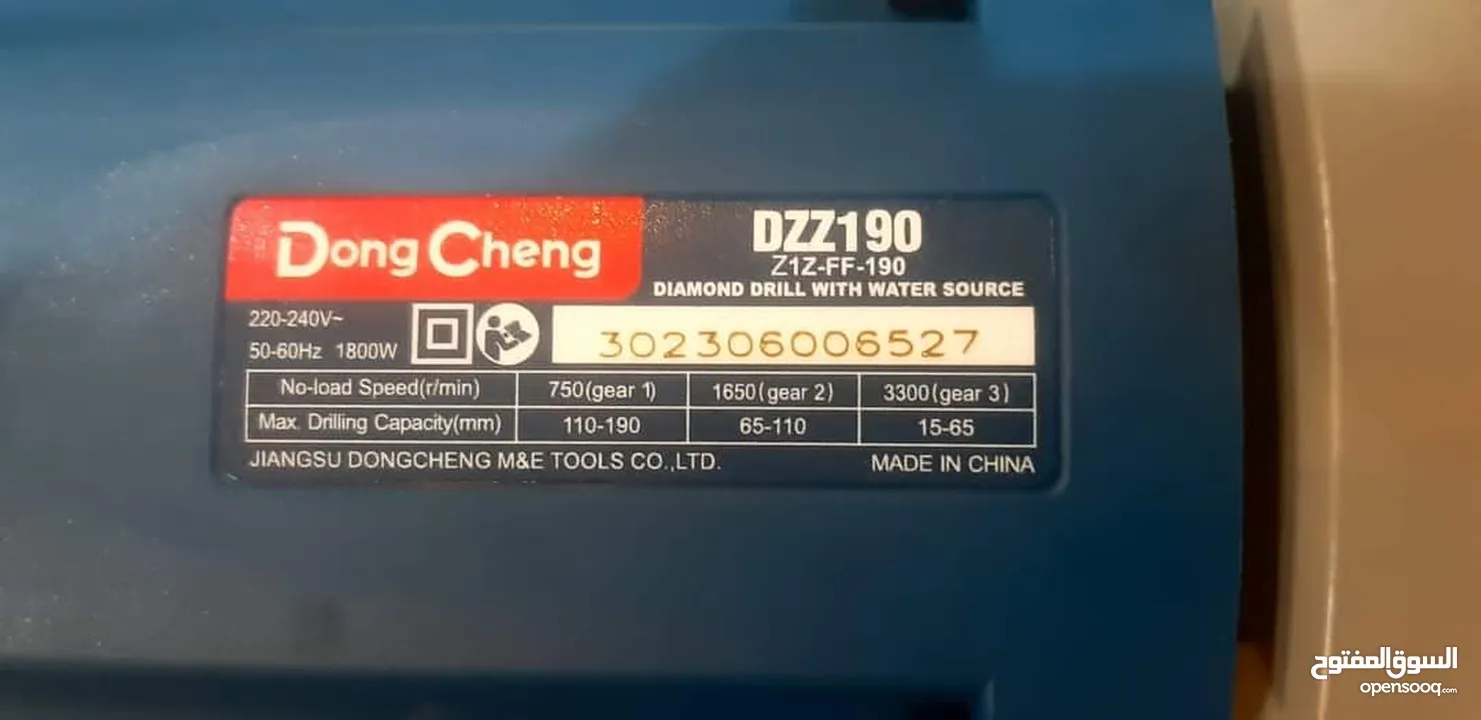 Dong Cheng
DZZ190
Z1Z-FF-190
DIAMOND DRILL WITH WATER SOURCE
220-240V~
50-60Hz 1800W
302306006527
No-load Speed(r/min) 750(gear 1) 1650(gear 2) 3300(gear 3)
Max. Drilling Capacity(mm) 110-190 65-110 15-65
JIANGSU DONGCHENG M&E TOOLS CO.,LTD. MADE IN CHINA
السوق المفتوح
opensooq.com